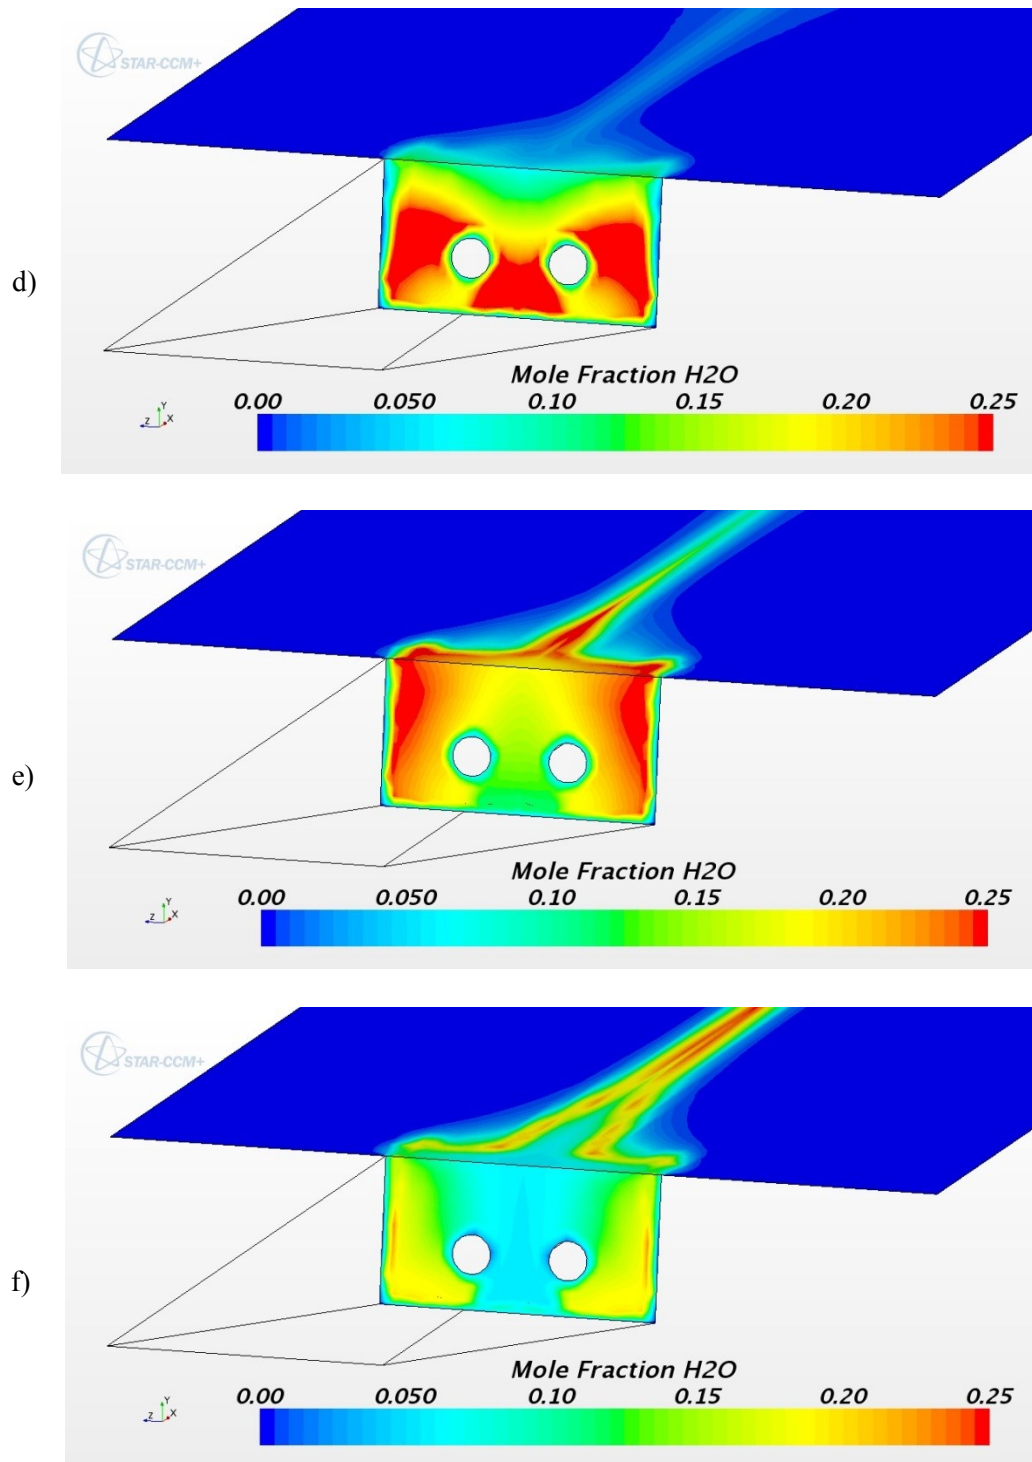 STAR-CCM+
d)
Mole Fraction H2O
0.00 0.050 0.10 0.15 0.20 0.25
Y
Z X
STAR-CCM+
e)
Mole Fraction H2O
0.00 0.050 0.10 0.15 0.20 0.25
Y
Z X
STAR-CCM+
f)
Mole Fraction H2O
0.00 0.050 0.10 0.15 0.20 0.25
Y
Z X